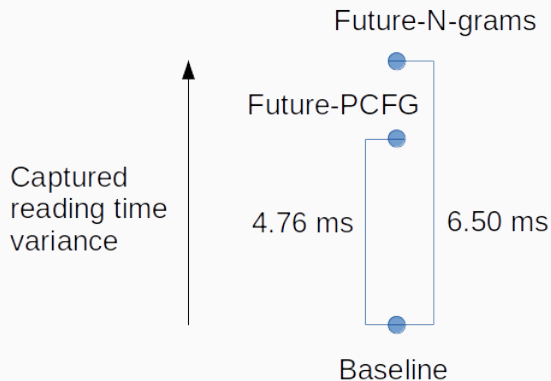 Future-N-grams
Future-PCFG
Captured
reading time
variance
4.76 ms
6.50 ms
Baseline